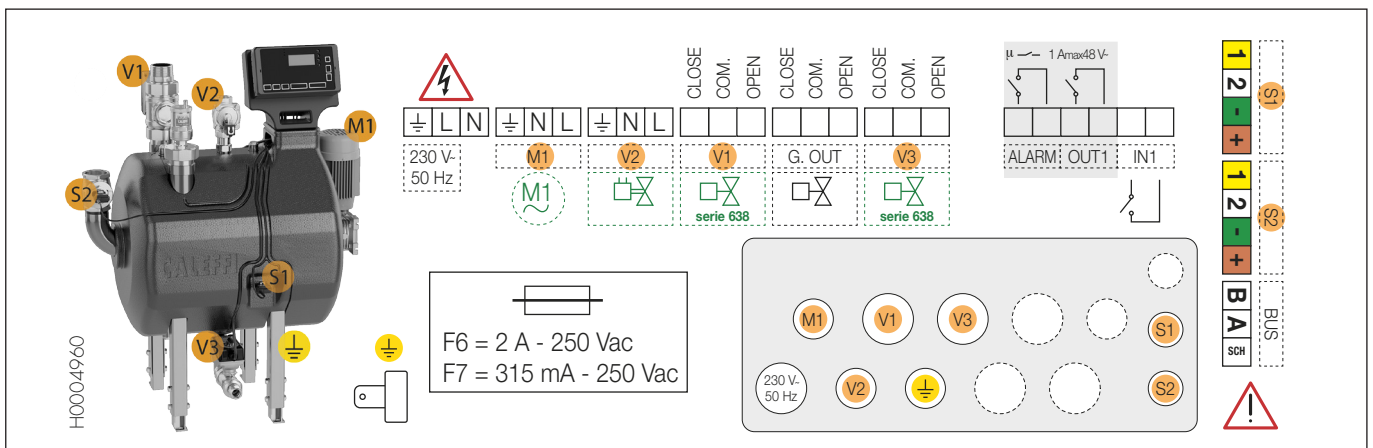 V1
V2
M1
S2
CALEFFI
S1
V3
H0004960
L N
230 V~
50 Hz
N L
M1
M1
N L
V2
CLOSE
COM.
OPEN
V1
serie 638
CLOSE
COM.
OPEN
G. OUT
CLOSE
COM.
OPEN
V3
serie 638
µ 1 Amax48 V~
ALARM OUT1 IN1
F6 = 2 A - 250 Vac
F7 = 315 mA - 250 Vac
M1 V1 V3
S1
230 V~
50 Hz
V2
S2
1
2
-
+
S1
1
2
-
+
S2
B
A
SCH
BUS